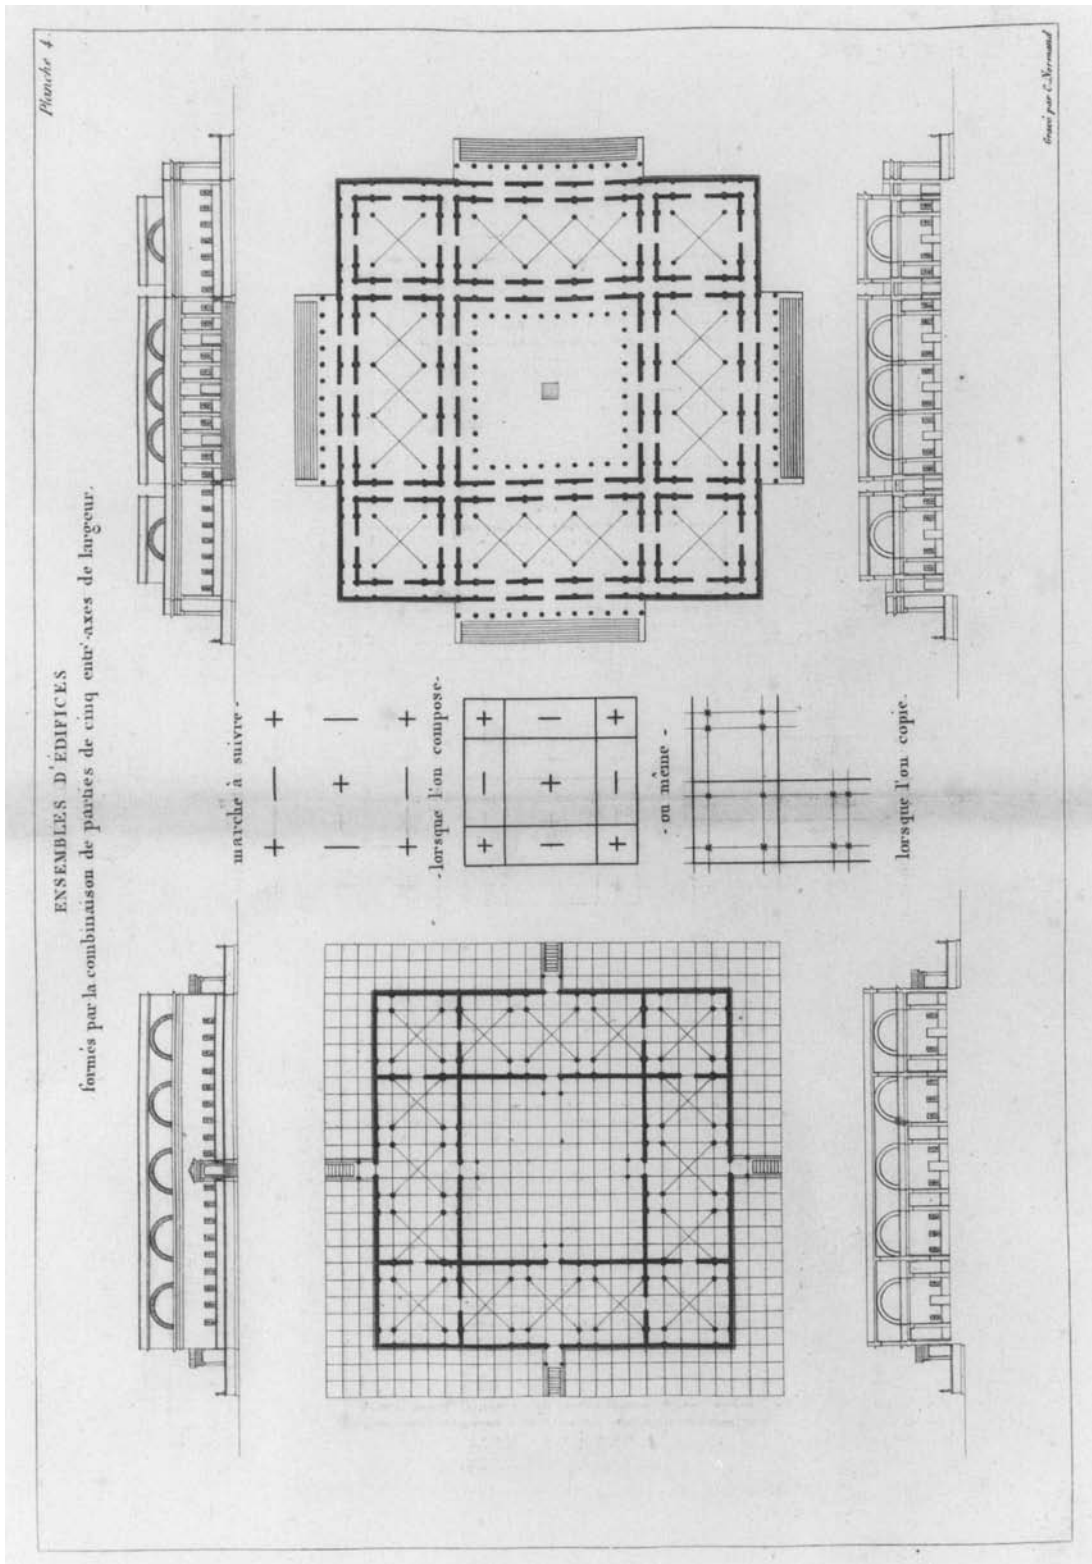 Planche 4.
ENSEMBLES D'ÉDIFICES
formés par la combinaison de parties de cinq entr'-axes de largeur.
marche à suivre -
-lorsque l'on compose-
- ou même -
lorsque l'on copie.
Gravé par C. Normand